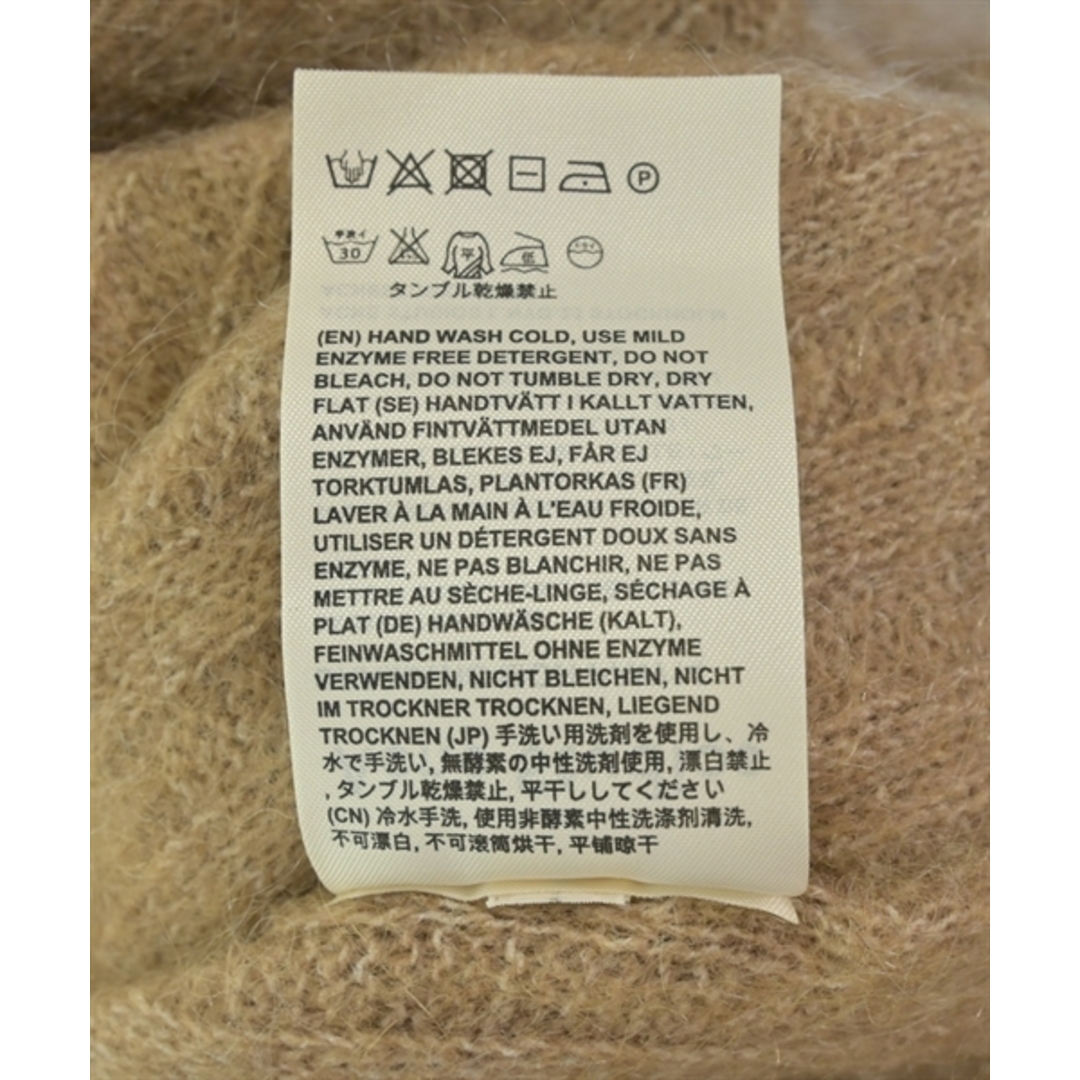 P
手洗イ
30
平
低
ドライ
タンブル乾燥禁止
(EN) HAND WASH COLD, USE MILD
ENZYME FREE DETERGENT, DO NOT
BLEACH, DO NOT TUMBLE DRY, DRY
FLAT (SE) HANDTVÄTT I KALLT VATTEN,
ANVÄND FINTVÄTTMEDEL UTAN
ENZYMER, BLEKES EJ, FÅR EJ
TORKTUMLAS, PLANTORKAS (FR)
LAVER À LA MAIN À L'EAU FROIDE,
UTILISER UN DÉTERGENT DOUX SANS
ENZYME, NE PAS BLANCHIR, NE PAS
METTRE AU SÈCHE-LINGE, SÉCHAGE À
PLAT (DE) HANDWÄSCHE (KALT),
FEINWASCHMITTEL OHNE ENZYME
VERWENDEN, NICHT BLEICHEN, NICHT
IM TROCKNER TROCKNEN, LIEGEND
TROCKNEN (JP) 手洗い用洗剤を使用し、冷
水で手洗い, 無酵素の中性洗剤使用, 漂白禁止
, タンブル乾燥禁止, 平干ししてください
(CN) 冷水手洗, 使用非酵素中性洗涤剂清洗,
不可漂白, 不可滚筒烘干, 平铺晾干